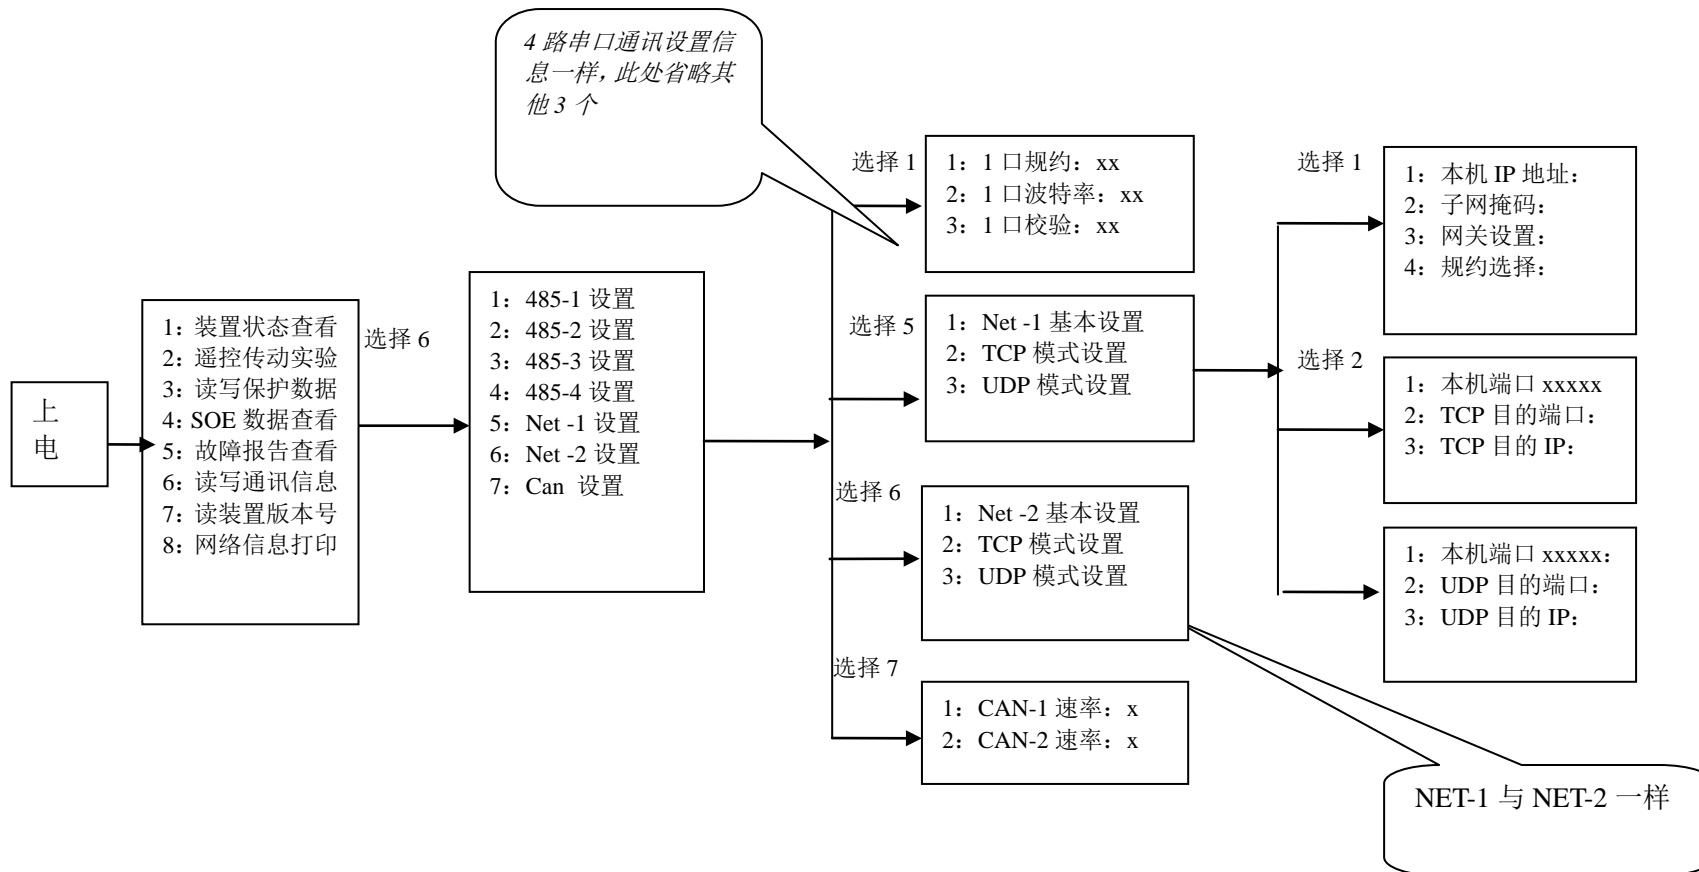 4 路串口通讯设置信
息一样，此处省略其
他 3 个
上
电
1：装置状态查看
2：遥控传动实验
3：读写保护数据
4：SOE 数据查看
5：故障报告查看
6：读写通讯信息
7：读装置版本号
8：网络信息打印
选择 6
1：485-1 设置
2：485-2 设置
3：485-3 设置
4：485-4 设置
5：Net -1 设置
6：Net -2 设置
7：Can 设置
选择 1
1：1 口规约：xx
2：1 口波特率：xx
3：1 口校验：xx
选择 5
1：Net -1 基本设置
2：TCP 模式设置
3：UDP 模式设置
选择 6
1：Net -2 基本设置
2：TCP 模式设置
3：UDP 模式设置
选择 7
1：CAN-1 速率：x
2：CAN-2 速率：x
选择 1
1：本机 IP 地址：
2：子网掩码：
3：网关设置：
4：规约选择：
选择 2
1：本机端口 xxxxx
2：TCP 目的端口：
3：TCP 目的 IP：
1：本机端口 xxxxx：
2：UDP 目的端口：
3：UDP 目的 IP：
NET-1 与 NET-2 一样